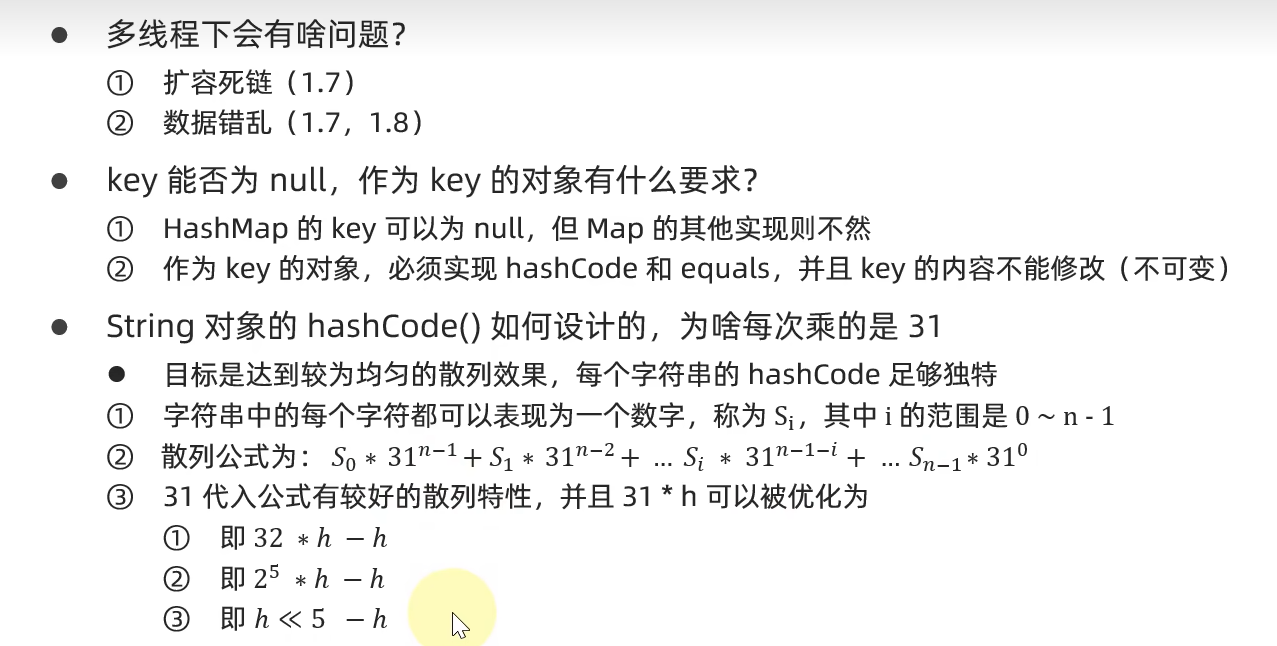 ● 多线程下会有啥问题？
① 扩容死链（1.7）
② 数据错乱（1.7，1.8）
● key 能否为 null，作为 key 的对象有什么要求？
① HashMap 的 key 可以为 null，但 Map 的其他实现则不然
② 作为 key 的对象，必须实现 hashCode 和 equals，并且 key 的内容不能修改（不可变）
● String 对象的 hashCode() 如何设计的，为啥每次乘的是 31
● 目标是达到较为均匀的散列效果，每个字符串的 hashCode 足够独特
① 字符串中的每个字符都可以表现为一个数字，称为 Sᵢ，其中 i 的范围是 0 ~ n - 1
② 散列公式为： $S_0 * 31^{n-1} + S_1 * 31^{n-2} + … S_i * 31^{n-1-i} + … S_{n-1} * 31^0$
③ 31 代入公式有较好的散列特性，并且 31 * h 可以被优化为
① 即 32 ∗ h − h
② 即 2⁵ ∗ h − h
③ 即 h ≪ 5 − h